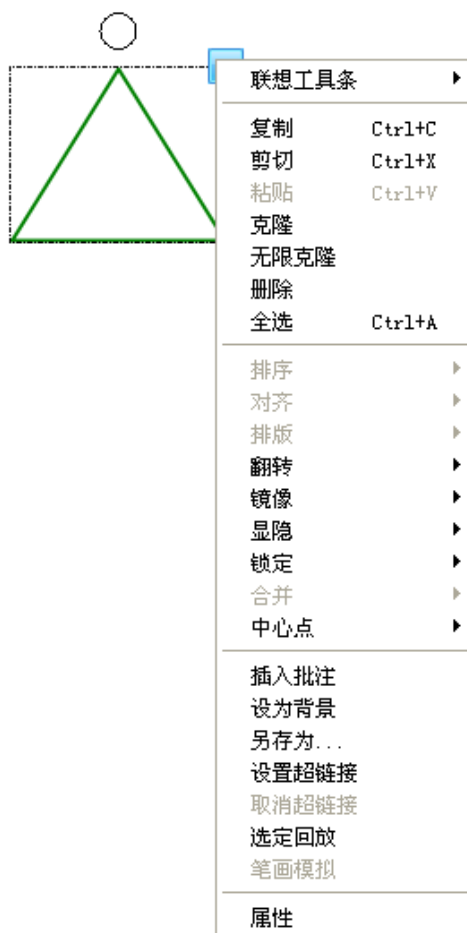 联想工具条
复制 Ctrl+C
剪切 Ctrl+X
粘贴 Ctrl+V
克隆
无限克隆
删除
全选 Ctrl+A
排序
对齐
排版
翻转
镜像
显隐
锁定
合并
中心点
插入批注
设为背景
另存为...
设置超链接
取消超链接
选定回放
笔画模拟
属性